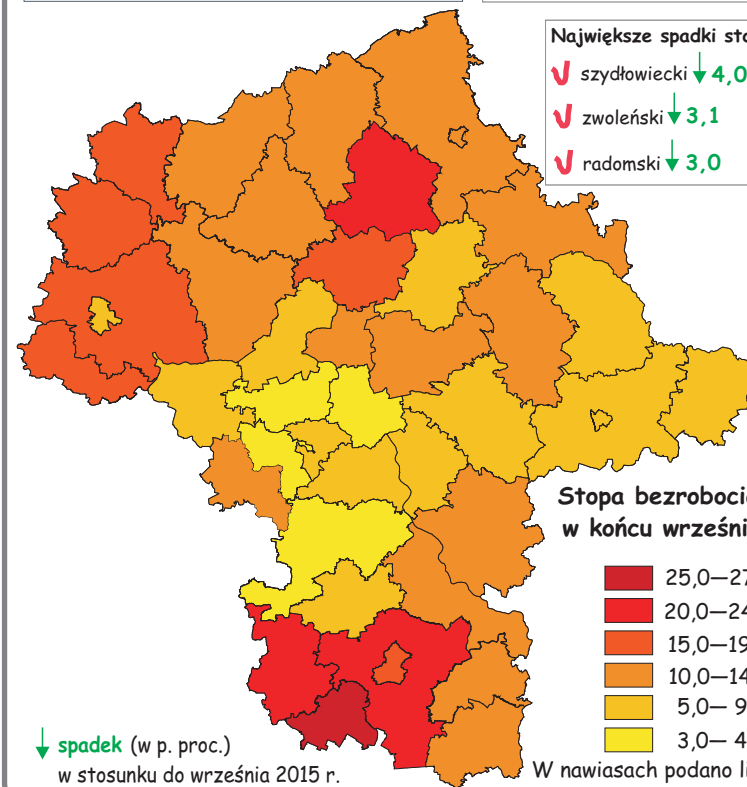 Największe spadki sto
szydłowiecki 4,0
zwoleński 3,1
radomski 3,0
Stopa bezroboci
w końcu wrześni
25,0—27
20,0—24
15,0—19
10,0—14
5,0— 9
3,0— 4
spadek (w p. proc.)
w stosunku do września 2015 r.
W nawiasach podano li